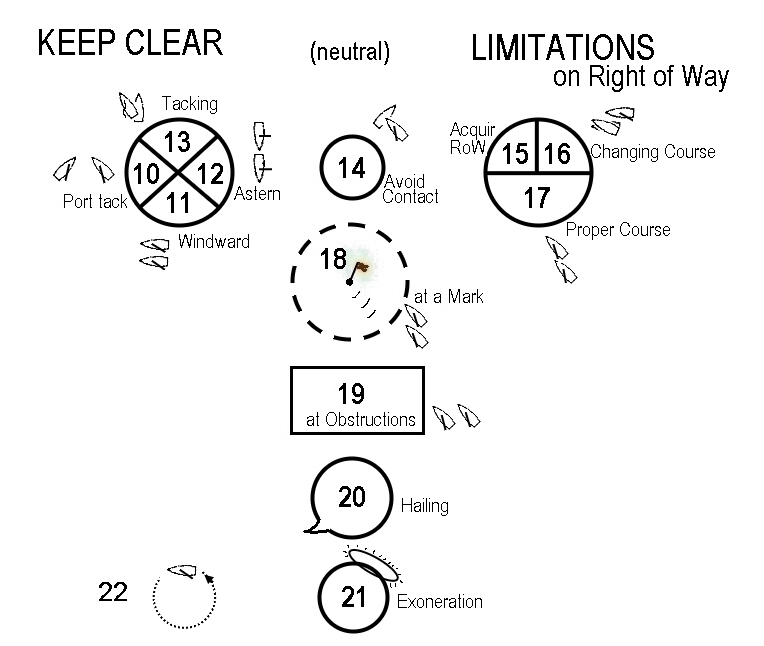 KEEP CLEAR
(neutral)
LIMITATIONS
on Right of Way
Tacking
13
10
12
11
Port tack
Astern
Windward
14
Avoid
Contact
Acquir
RoW
15
16
Changing Course
17
Proper Course
18
at a Mark
19
at Obstructions
20
Hailing
22
21
Exoneration